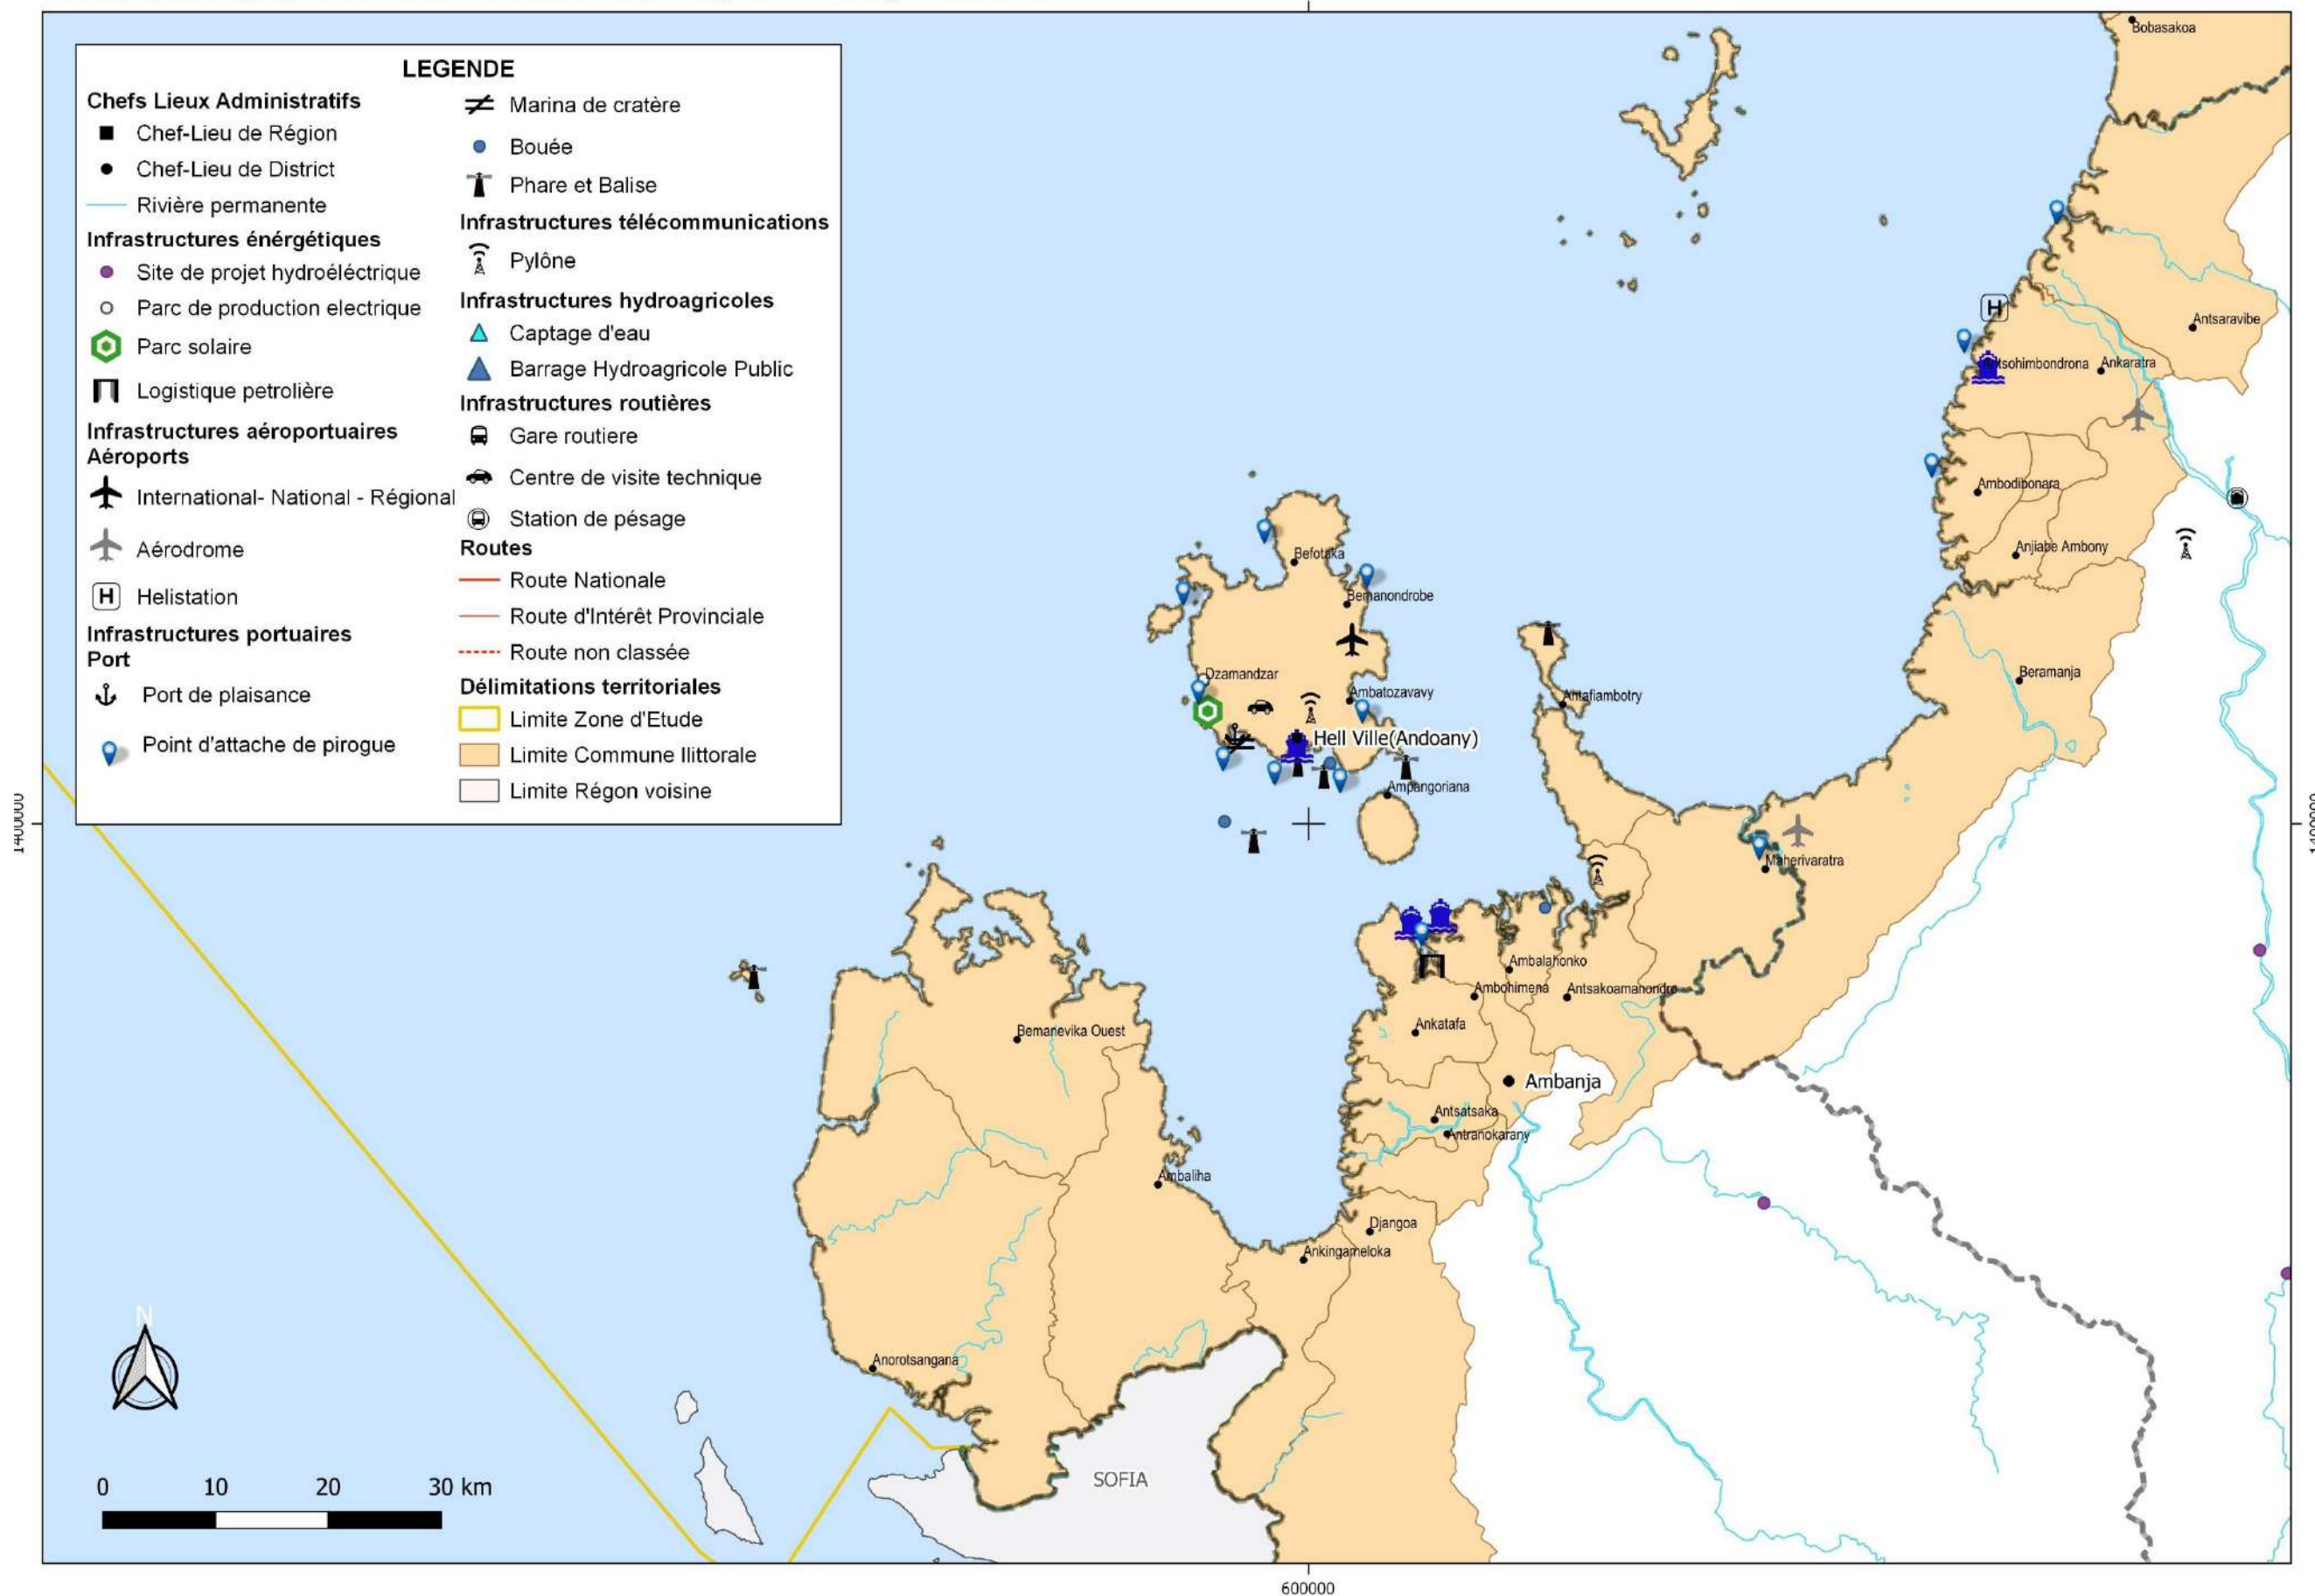 LEGENDE
Chefs Lieux Administratifs
Chef-Lieu de Région
Chef-Lieu de District
Rivière permanente
Infrastructures énérgétiques
Site de projet hydroéléctrique
Parc de production electrique
Parc solaire
Logistique petrolière
Infrastructures aéroportuaires
Aéroports
International- National - Régional
Aérodrome
H Helistation
Infrastructures portuaires
Port
Port de plaisance
Point d'attache de pirogue
Marina de cratère
Bouée
Phare et Balise
Infrastructures télécommunications
Pylône
Infrastructures hydroagricoles
Captage d'eau
Barrage Hydroagricole Public
Infrastructures routières
Gare routiere
Centre de visite technique
Station de pésage
Routes
Route Nationale
Route d'Intérêt Provinciale
Route non classée
Délimitations territoriales
Limite Zone d'Etude
Limite Commune llittorale
Limite Régon voisine
Bobasakoa
Antsaravibe
H
Antsohimbondrona
Ankaratra
Ambodibonara
Anjiabe Ambony
Befotaka
Bemanondrobe
Beramanja
Dzamandzar
Ambatozavavy
Antafiambotry
Hell Ville(Andoany)
Ampangoriana
1400000
Maherivaratra
Ambalahonko
Ambohimena
Antsakoamanondro
Ankatafa
Bemanevika Ouest
Ambanja
Antsatsaka
Antranokarany
Ambaliha
Djangoa
Ankingameloka
N
Anorotsangana
SOFIA
0 10 20 30 km
600000